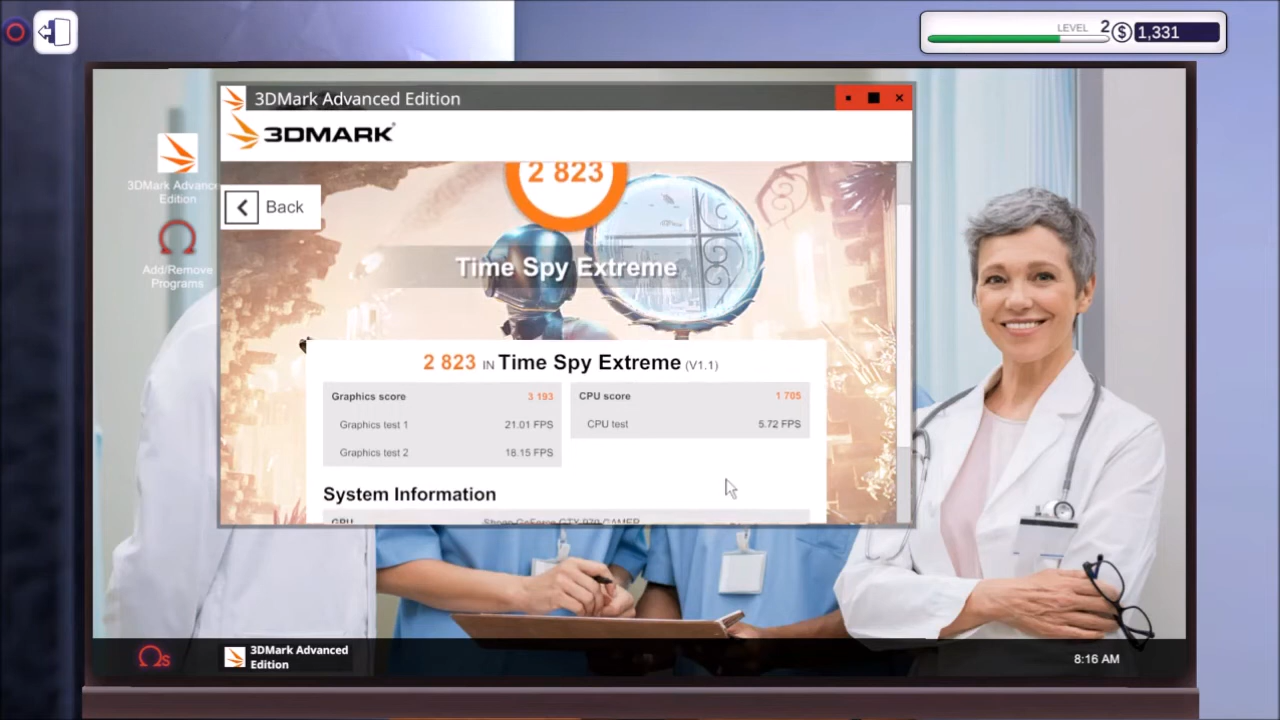 LEVEL 2 $ 1,331
3DMark Advanced Edition
3DMARK
2 823
3DMark Advance
Edition
Back
Add/Remove
Programs
Time Spy Extreme
2 823 IN Time Spy Extreme (V1.1)
Graphics score 3 193
Graphics test 1 21.01 FPS
Graphics test 2 18.15 FPS
CPU score 1 705
CPU test 5.72 FPS
System Information
GPU
3DMark Advanced
Edition
8:16 AM